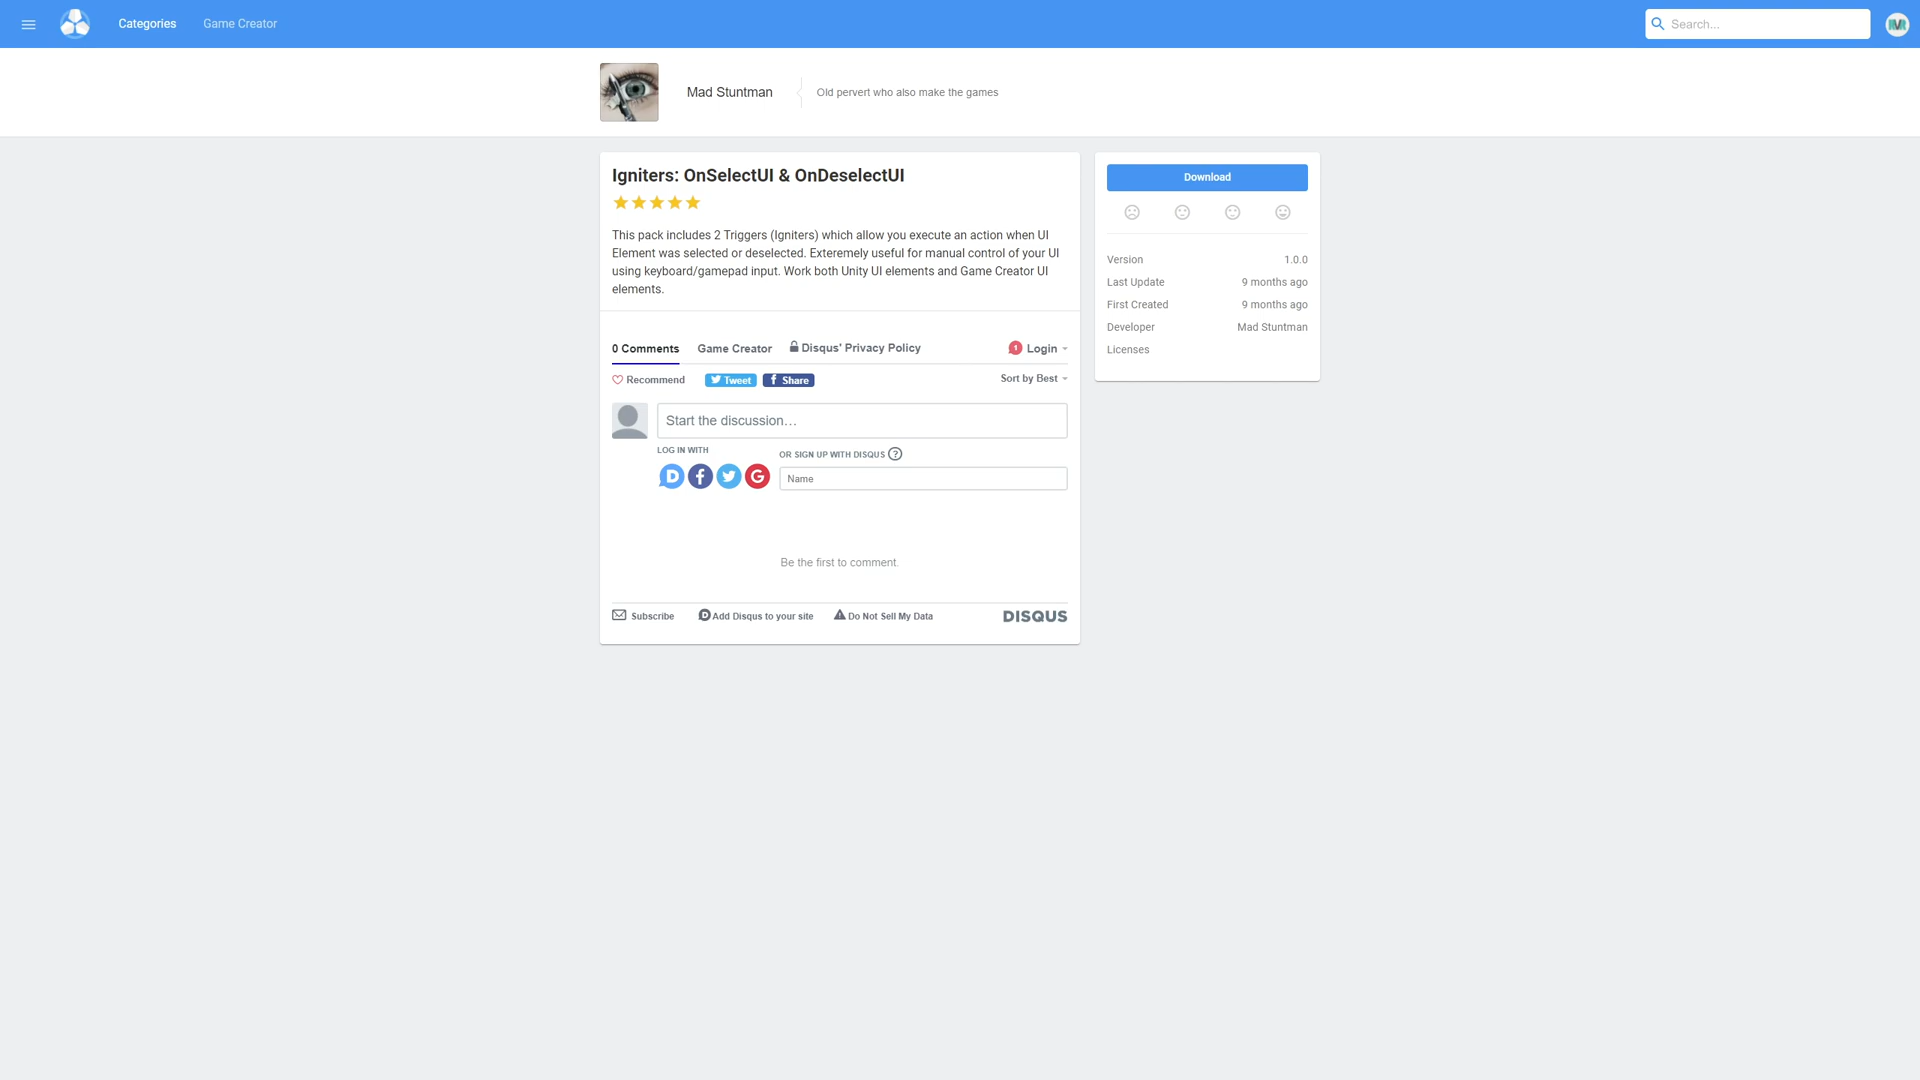 Categories
Game Creator
Search...
Mad Stuntman
Old pervert who also make the games
Igniters: OnSelectUI & OnDeselectUI
This pack includes 2 Triggers (Igniters) which allow you execute an action when UI
Element was selected or deselected. Exteremely useful for manual control of your UI
using keyboard/gamepad input. Work both Unity UI elements and Game Creator UI
elements.
0 Comments
Game Creator
Disqus' Privacy Policy
1
Login
Recommend
Tweet
Share
Sort by Best
Start the discussion…
LOG IN WITH
OR SIGN UP WITH DISQUS ?
Name
Be the first to comment.
Subscribe
Add Disqus to your site
Do Not Sell My Data
DISQUS
Download
Version 1.0.0
Last Update 9 months ago
First Created 9 months ago
Developer Mad Stuntman
Licenses